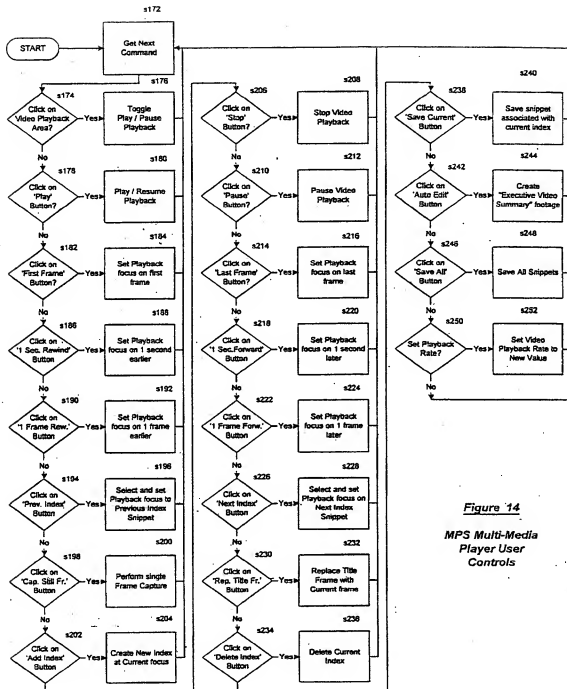 s172
START
Get Next
Command
s174
Click on
Video Playback
Area?
Yes
s176
Toggle
Play / Pause
Playback
No
s178
Click on
'Play'
Button?
Yes
s180
Play / Resume
Playback
No
s182
Click on
'First Frame'
Button?
Yes
s184
Set Playback
focus on first
frame
No
s186
Click on
'1 Sec. Rewind'
Button
Yes
s188
Set Playback
focus on 1 second
earlier
No
s190
Click on
'1 Frame Rew.'
Button
Yes
s192
Set Playback
focus on 1 frame
earlier
No
s194
Click on
'Prev. Index'
Button
Yes
s196
Select and set
Playback focus to
Previous Index
Snippet
No
s198
Click on
'Cap. Still Fr.'
Button
Yes
s200
Perform single
Frame Capture
No
s202
Click on
'Add Index'
Button
Yes
s204
Create New Index
at Current focus
s206
Click on
'Stop'
Button?
Yes
s208
Stop Video
Playback
No
s210
Click on
'Pause'
Button?
Yes
s212
Pause Video
Playback
No
s214
Click on
'Last Frame'
Button?
Yes
s216
Set Playback
focus on last
frame
No
s218
Click on
'1 Sec.Forward'
Button
Yes
s220
Set Playback
focus on 1 second
later
No
s222
Click on
'1 Frame Forw.'
Button
Yes
s224
Set Playback
focus on 1 frame
later
No
s226
Click on
'Next Index'
Button
Yes
s228
Select and set
Playback focus on
Next Index
Snippet
No
s230
Click on
'Rep. Title Fr.'
Button
Yes
s232
Replace Title
Frame with
Current frame
No
s234
Click on
'Delete Index'
Button
Yes
s236
Delete Current
Index
s238
Click on
'Save Current'
Button
Yes
s240
Save snippet
associated with
current index
No
s242
Click on
'Auto Edit'
Button
Yes
s244
Create
"Executive Video
Summary" footage
No
s246
Click on
'Save All'
Button
Yes
s248
Save All Snippets
No
s250
Set Playback
Rate?
Yes
s252
Set Video
Playback Rate to
New Value
No
Figure 14
MPS Multi-Media
Player User
Controls